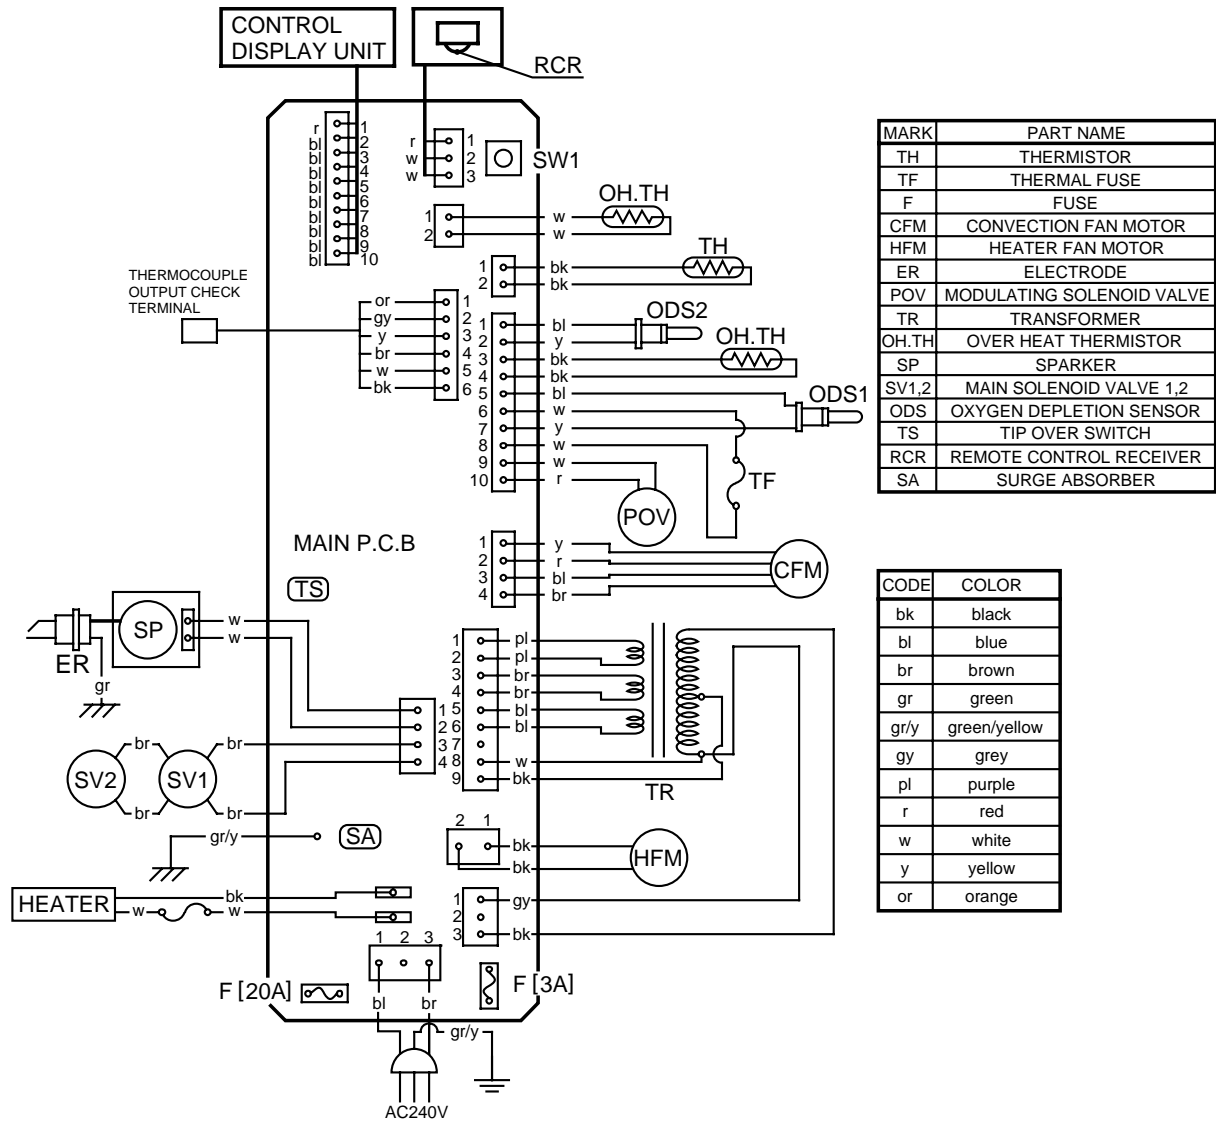 CONTROL
DISPLAY UNIT
RCR
r 1
bl 2
bl 3
bl 4
bl 5
bl 6
bl 7
bl 8
bl 9
bl 10
r 1
w 2
w 3
SW1
OH.TH
1 w
2 w
TH
1 bk
2 bk
THERMOCOUPLE
OUTPUT CHECK
TERMINAL
or 1
gy 2
y 3
br 4
w 5
bk 6
ODS2
OH.TH
ODS1
1 bl
2 y
3 bk
4 bk
5 bl
6 w
7 y
8 w
9 w
10 r
TF
POV
MAIN P.C.B
TS
1 y
2 r
3 bl
4 br
CFM
SP
w
w
ER
gr
1 pl
2 pl
3 br
4 br
5 bl
6 bl
7
8 w
9 bk
TR
1
2
3
4
SV2
SV1
br br
br br
gr/y
SA
2 1
bk
bk
HFM
HEATER
bk
w w
1 gy
2
3 bk
1 2 3
F [20A]
F [3A]
bl br
gr/y
AC240V
MARK PART NAME
TH THERMISTOR
TF THERMAL FUSE
F FUSE
CFM CONVECTION FAN MOTOR
HFM HEATER FAN MOTOR
ER ELECTRODE
POV MODULATING SOLENOID VALVE
TR TRANSFORMER
OH.TH OVER HEAT THERMISTOR
SP SPARKER
SV1,2 MAIN SOLENOID VALVE 1,2
ODS OXYGEN DEPLETION SENSOR
TS TIP OVER SWITCH
RCR REMOTE CONTROL RECEIVER
SA SURGE ABSORBER
CODE COLOR
bk black
bl blue
br brown
gr green
gr/y green/yellow
gy grey
pl purple
r red
w white
y yellow
or orange